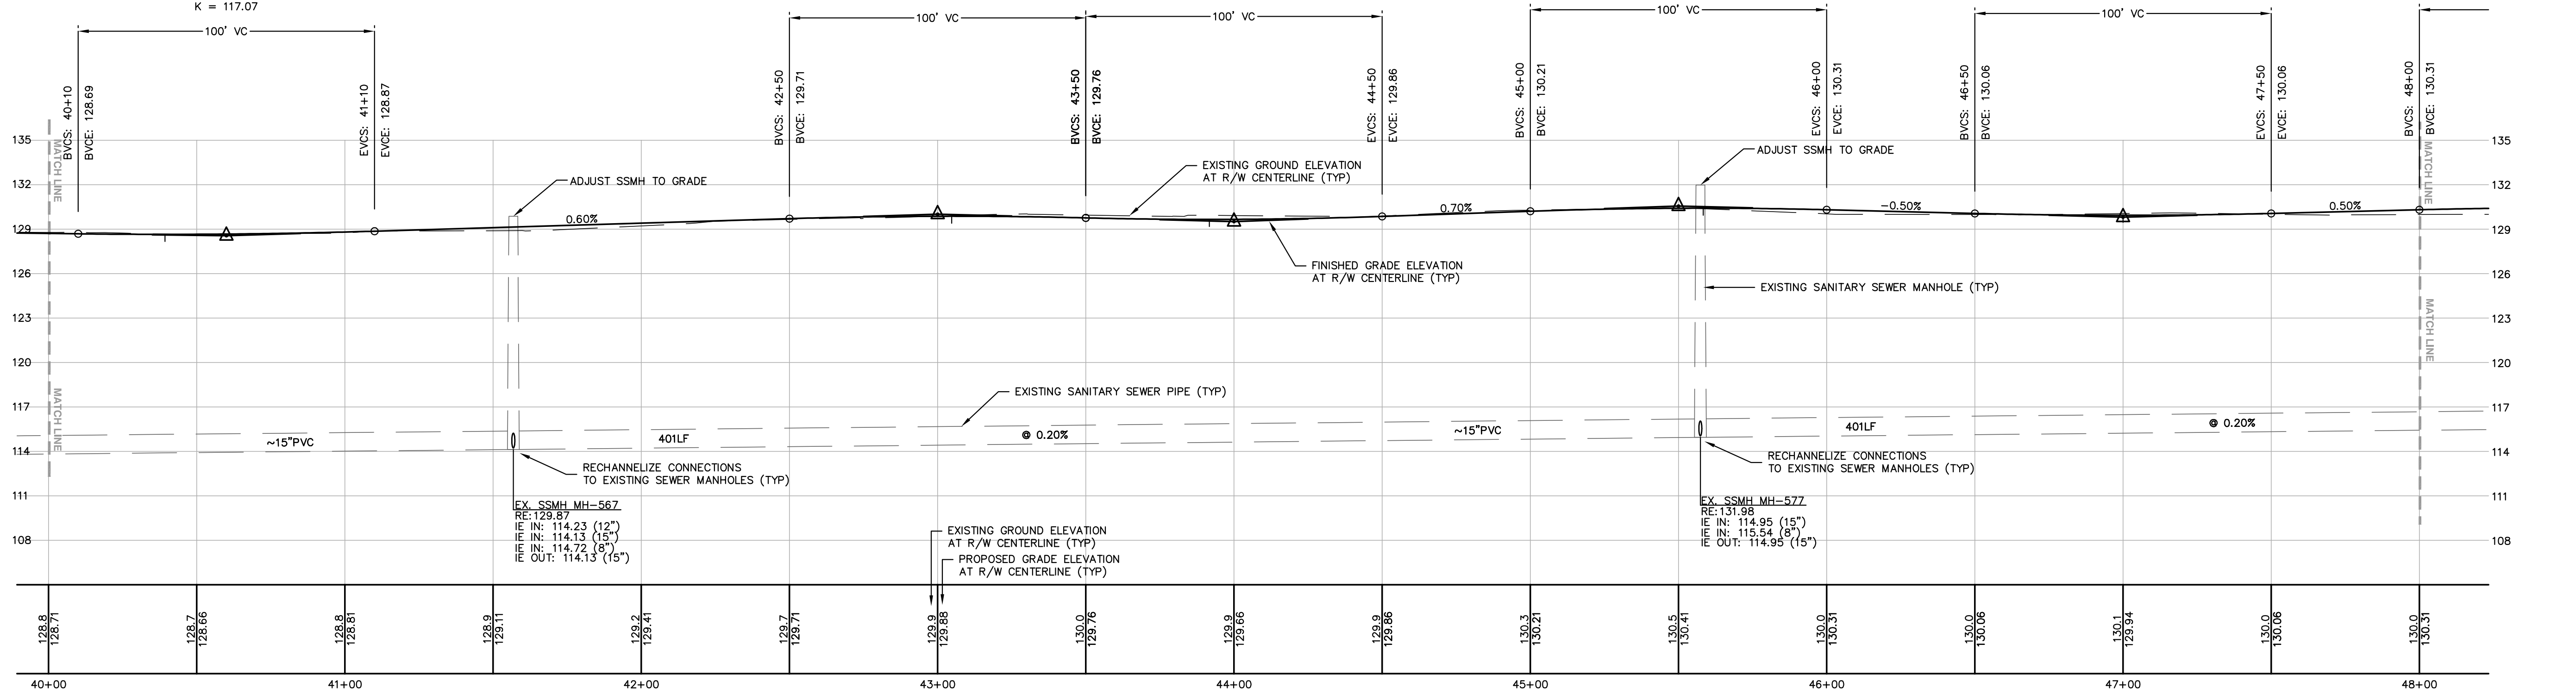 K = 117.07
100' VC
100' VC
100' VC
100' VC
100' VC
BVCS: 40+10
BVCE: 128.69
EVCS: 41+10
EVCE: 128.87
BVCS: 42+50
BVCE: 129.71
BVCS: 43+50
BVCE: 129.76
EVCS: 44+50
EVCE: 129.86
BVCS: 45+00
BVCE: 130.21
EVCS: 46+00
EVCE: 130.31
BVCS: 46+50
BVCE: 130.06
EVCS: 47+50
EVCE: 130.06
BVCS: 48+00
BVCE: 130.31
135
132
129
126
123
120
117
114
111
108
MATCH LINE
MATCH LINE
ADJUST SSMH TO GRADE
0.60%
EXISTING GROUND ELEVATION
AT R/W CENTERLINE (TYP)
0.70%
FINISHED GRADE ELEVATION
AT R/W CENTERLINE (TYP)
ADJUST SSMH TO GRADE
-0.50%
0.50%
EXISTING SANITARY SEWER MANHOLE (TYP)
EXISTING SANITARY SEWER PIPE (TYP)
~15"PVC
401LF
@ 0.20%
~15"PVC
401LF
@ 0.20%
RECHANNELIZE CONNECTIONS
TO EXISTING SEWER MANHOLES (TYP)
RECHANNELIZE CONNECTIONS
TO EXISTING SEWER MANHOLES (TYP)
EX. SSMH MH-567
RE:129.87
IE IN: 114.23 (12")
IE IN: 114.13 (15")
IE IN: 114.72 (8")
IE OUT: 114.13 (15")
EX. SSMH MH-577
RE:131.98
IE IN: 114.95 (15")
IE IN: 115.54 (8")
IE OUT: 114.95 (15")
EXISTING GROUND ELEVATION
AT R/W CENTERLINE (TYP)
PROPOSED GRADE ELEVATION
AT R/W CENTERLINE (TYP)
MATCH LINE
MATCH LINE
135
132
129
126
123
120
117
114
111
108
128.8
128.71
128.7
128.66
128.8
128.81
128.9
129.11
129.2
129.41
129.7
129.71
129.9
129.88
130.0
129.76
129.9
129.66
129.9
129.86
130.3
130.21
130.5
130.41
130.0
130.31
130.0
130.06
130.1
129.94
130.0
130.06
130.0
130.31
40+00
41+00
42+00
43+00
44+00
45+00
46+00
47+00
48+00